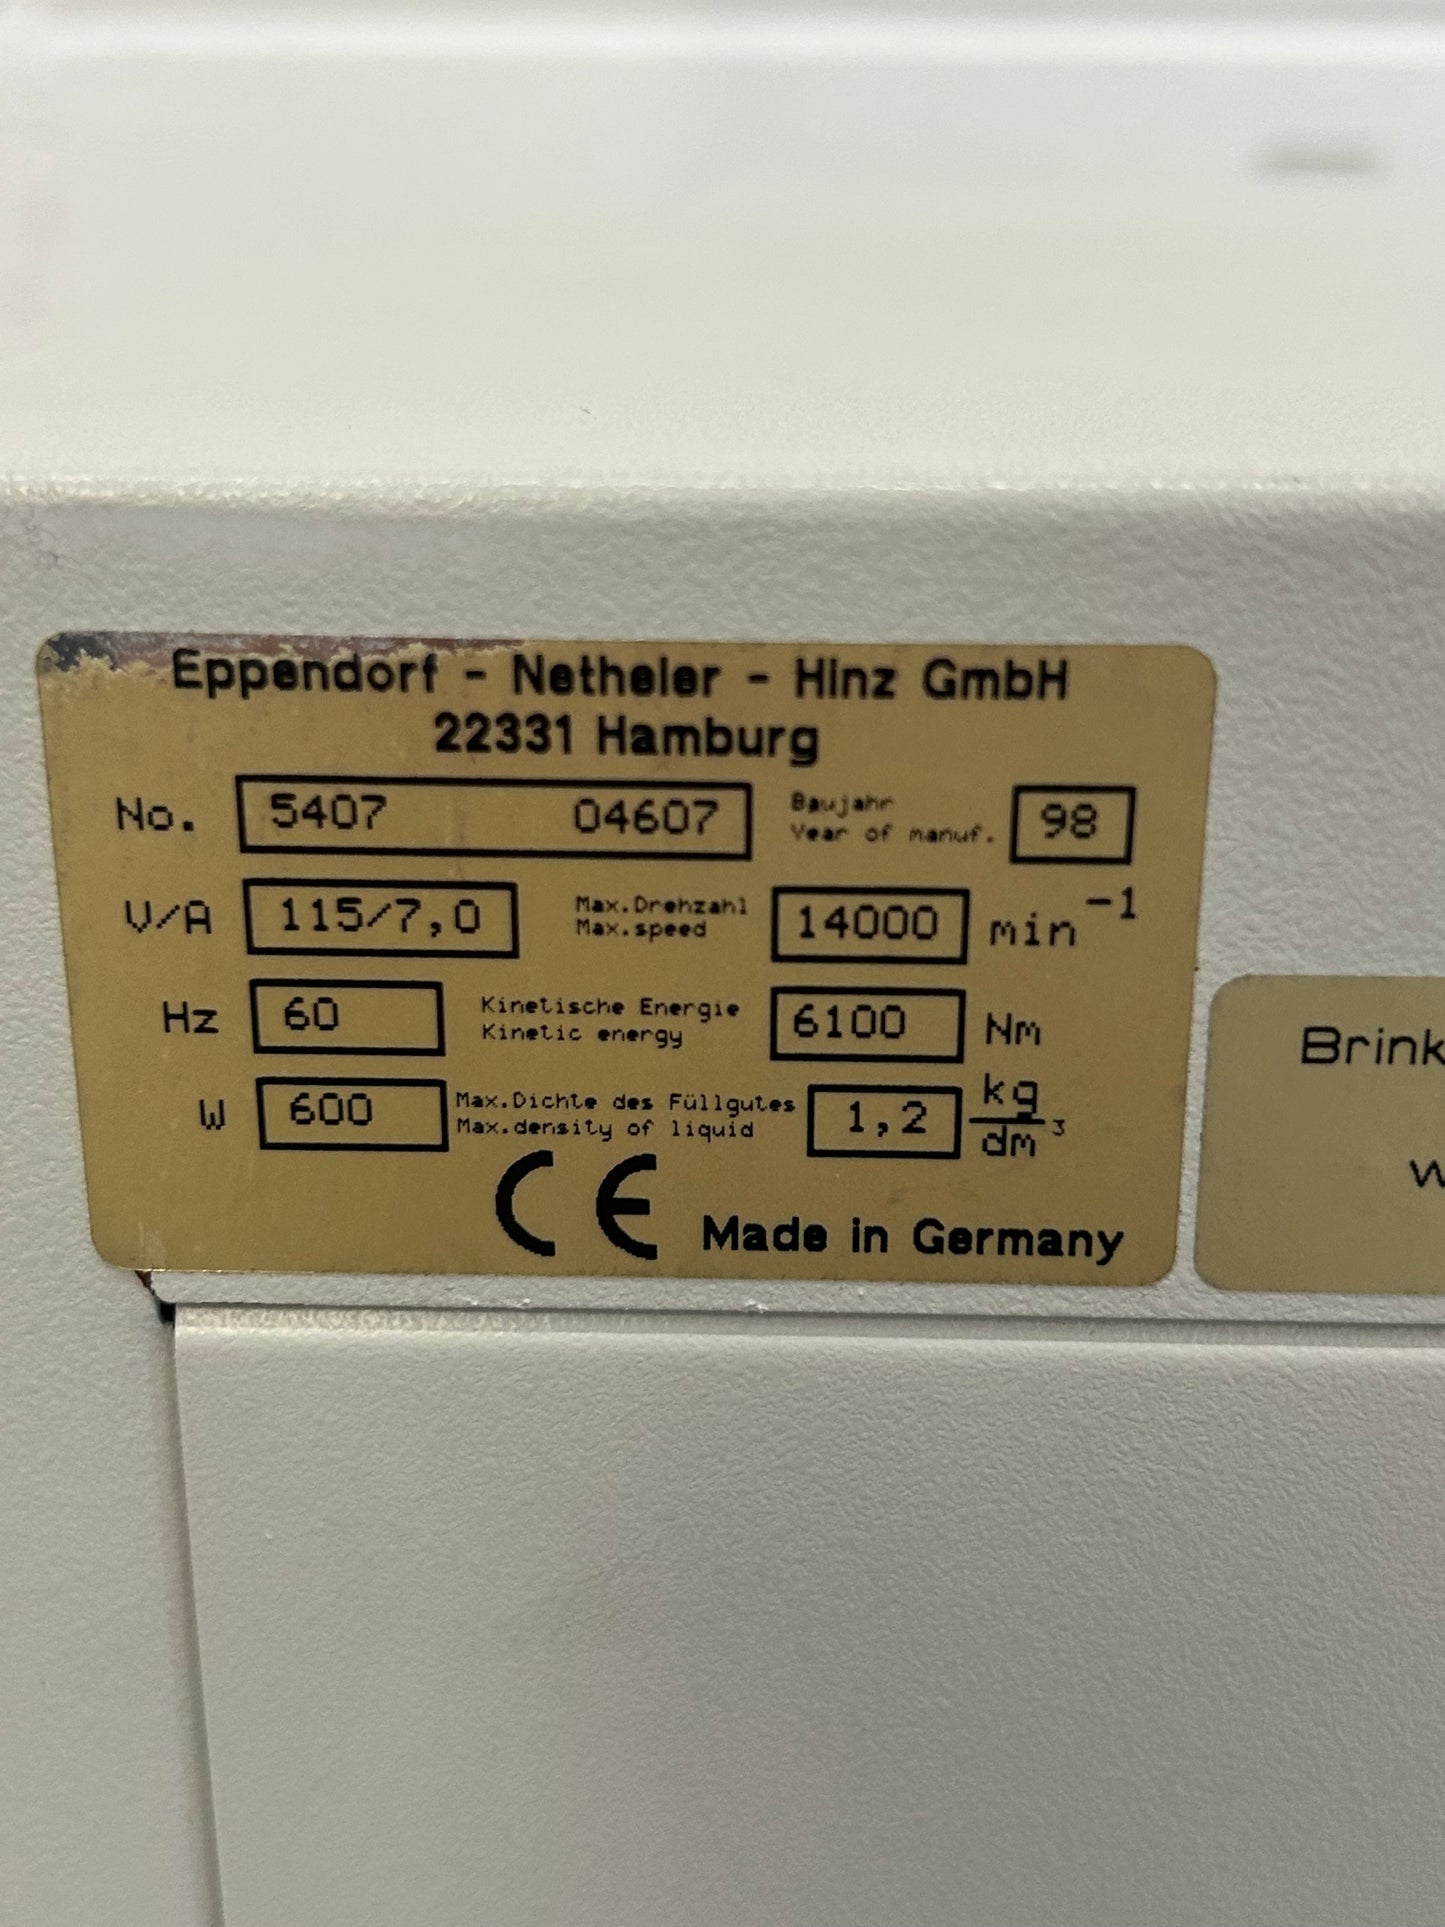 Eppendorf - Netheler - Hinz GmbH
22331 Hamburg
No. 5407 04607 Baujahr 98
Year of manuf.
V/A 115/7,0 Max.Drehzahl 14000 min⁻¹
Max.speed
Hz 60 Kinetische Energie 6100 Nm
Kinetic energy
W 600 Max.Dichte des Füllgutes 1,2 kg/dm³
Max.density of liquid
CE Made in Germany
Brink